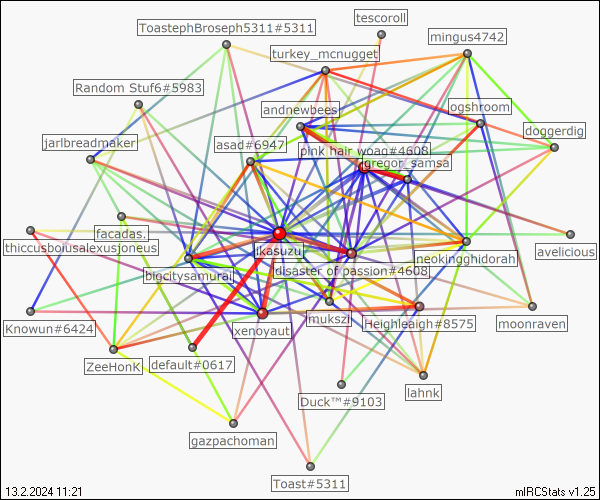 tescoroll
ToastephBroseph5311#5311
mingus4742
turkey_mcnugget
Random Stuf6#5983
andnewbees
ogshroom
doggerdig
jarlbreadmaker
asad#6947
pink hair woag#4608
gregor_samsa
facadas.
thiccusboiusalexusjoneus
ikasuzu
avelicious
neokingghidorah
bigcitysamurai
disaster of passion#4608
Knowun#6424
xenoyaut
mukszi
Heighleaigh#8575
moonraven
ZeeHonK
default#0617
lahnk
Duck™#9103
gazpachoman
Toast#5311
13.2.2024 11:21
mIRCStats v1.25